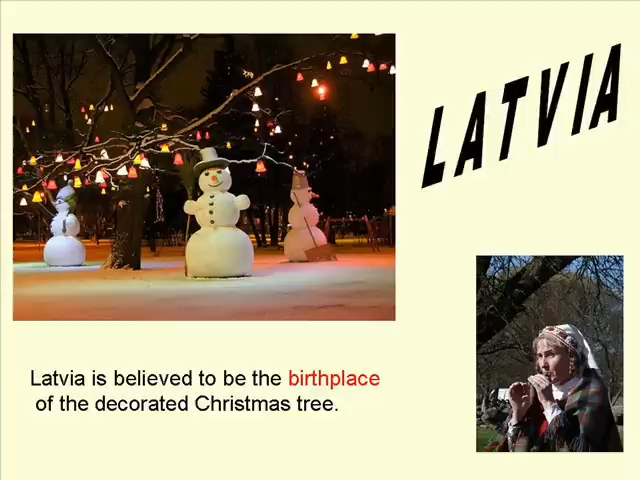 LATVIA
Latvia is believed to be the birthplace
of the decorated Christmas tree.